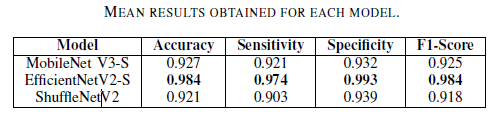 MEAN RESULTS OBTAINED FOR EACH MODEL.
Model Accuracy Sensitivity Specificity F1-Score
MobileNet V3-S 0.927 0.921 0.932 0.925
EfficientNetV2-S 0.984 0.974 0.993 0.984
ShuffleNetV2 0.921 0.903 0.939 0.918